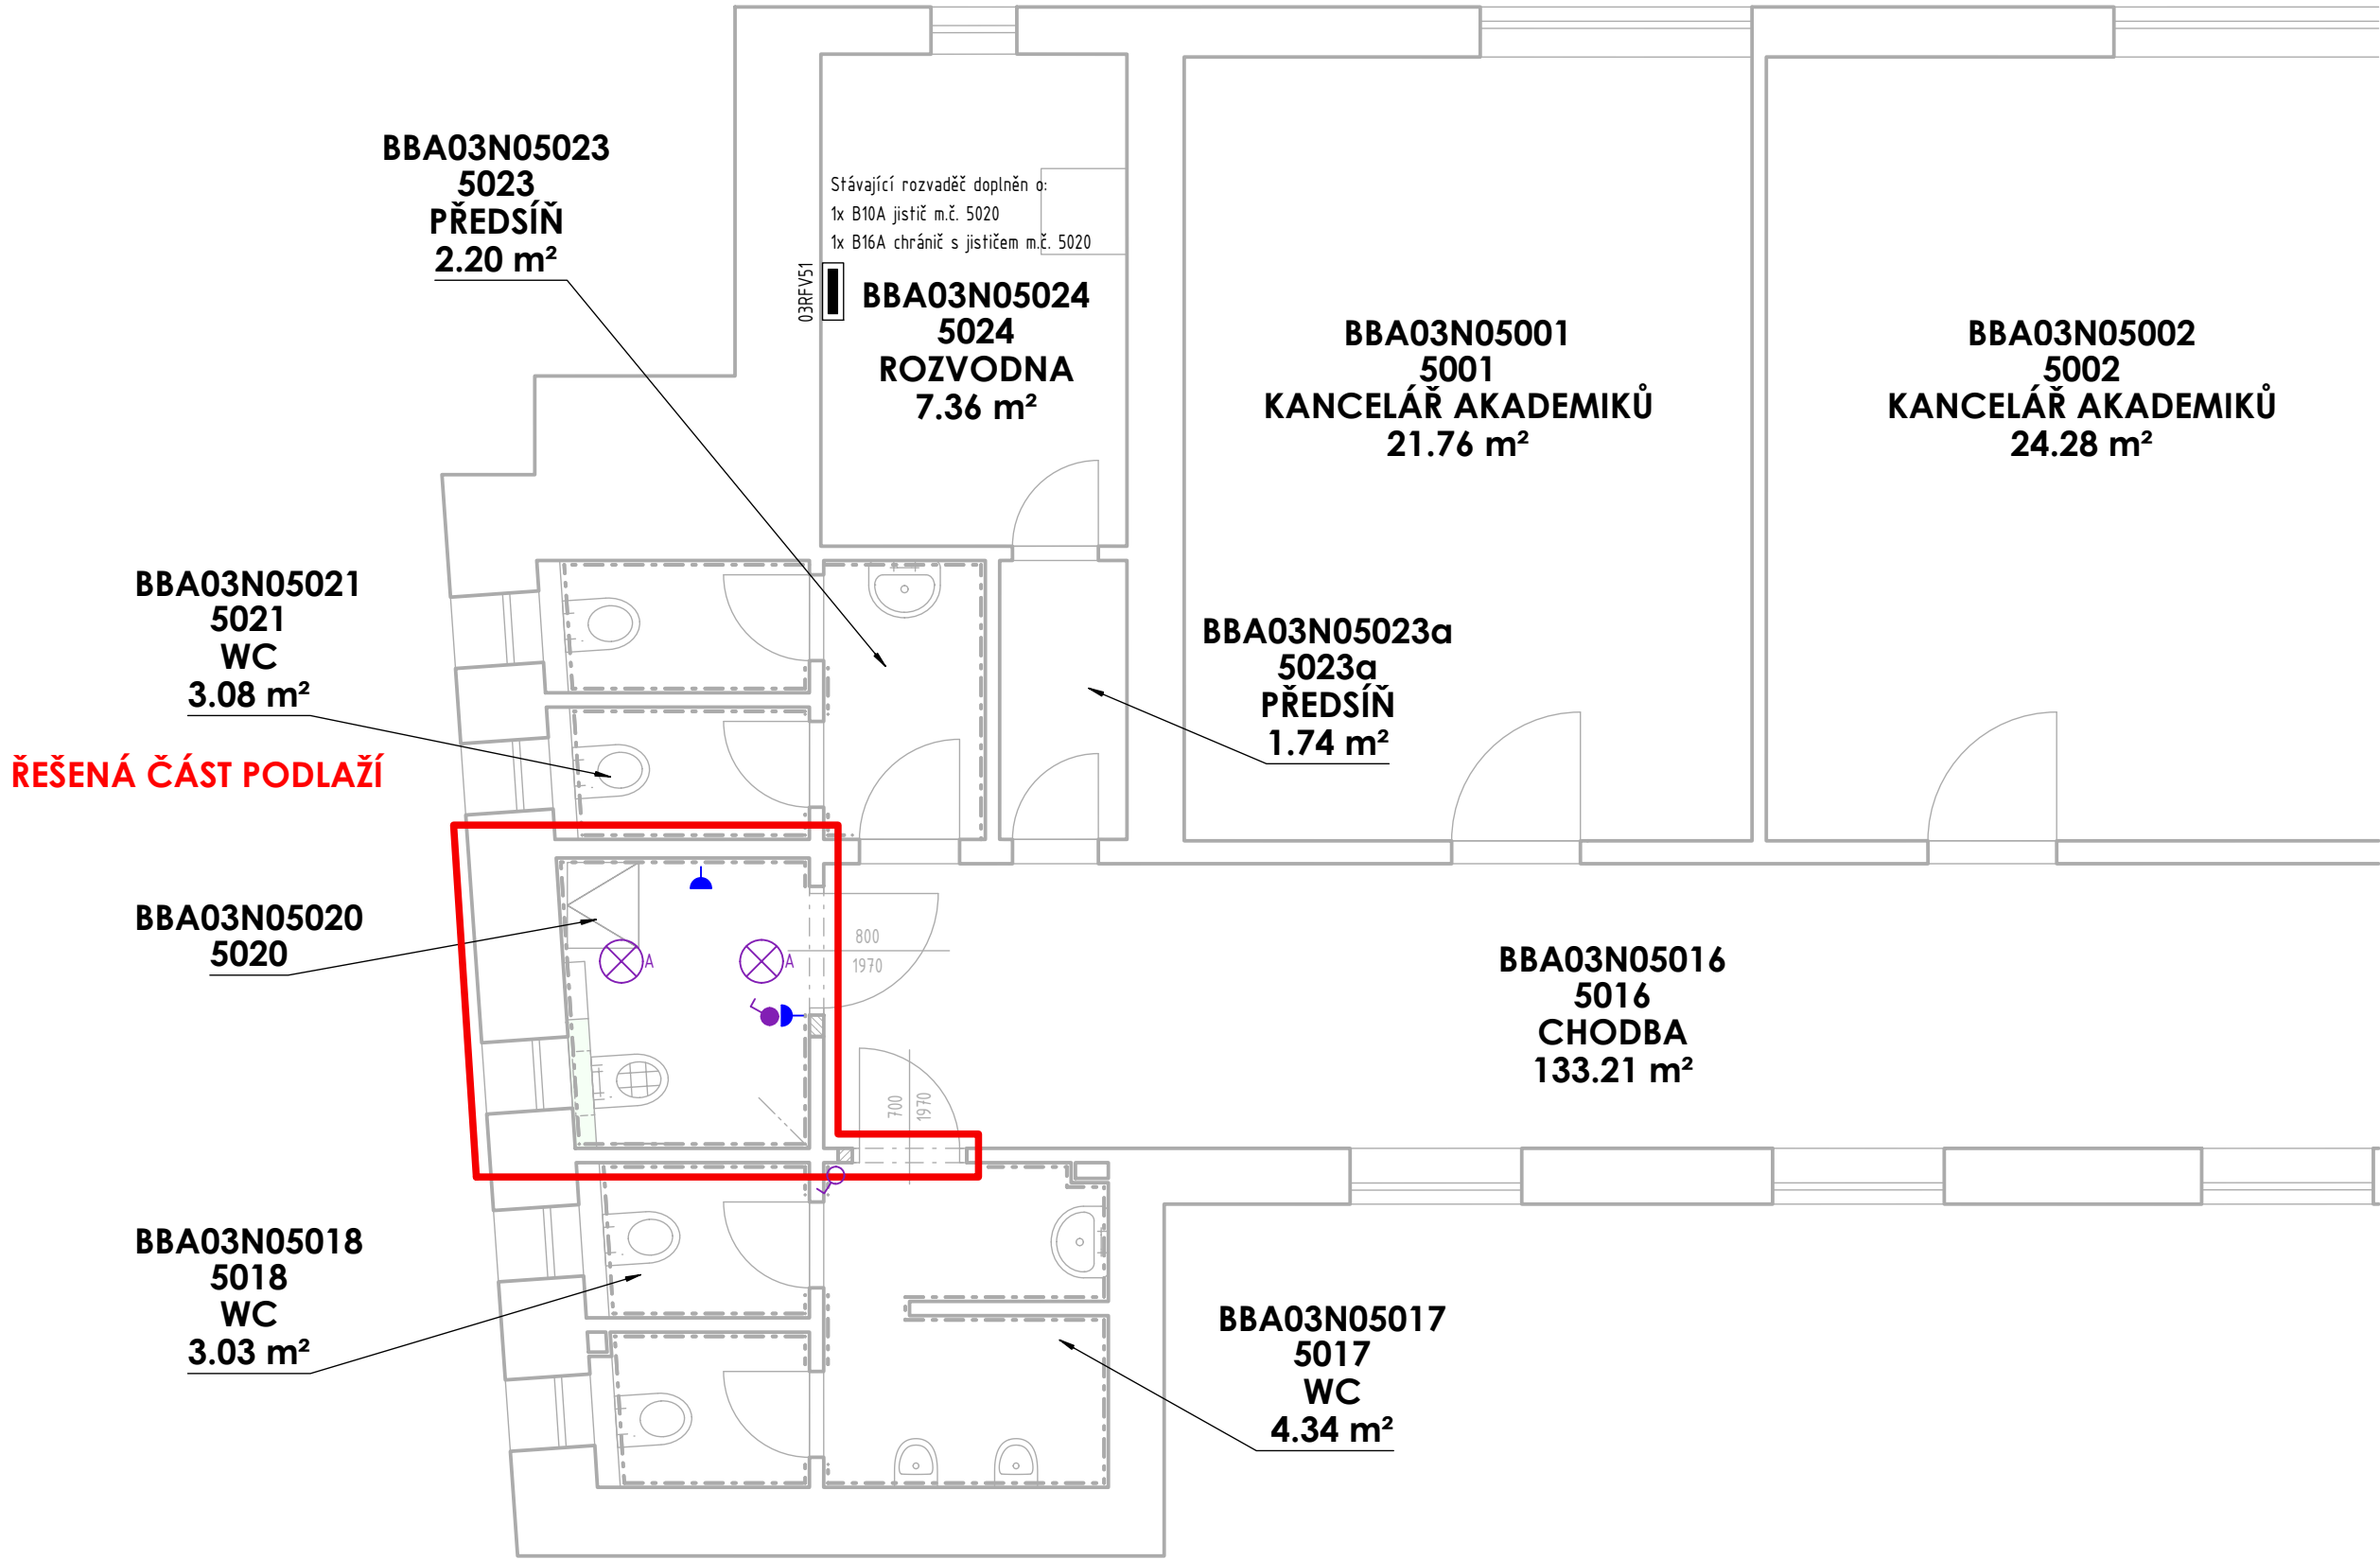 BBA03N05023
5023
PŘEDSÍŇ
2.20 m²
Stávající rozvaděč doplněn o:
1x B10A jistič m.č. 5020
1x B16A chránič s jističem m.č. 5020
03RFV51
BBA03N05024
5024
ROZVODNA
7.36 m²
BBA03N05001
5001
KANCELÁŘ AKADEMIKŮ
21.76 m²
BBA03N05002
5002
KANCELÁŘ AKADEMIKŮ
24.28 m²
BBA03N05021
5021
WC
3.08 m²
BBA03N05023a
5023a
PŘEDSÍŇ
1.74 m²
ŘEŠENÁ ČÁST PODLAŽÍ
BBA03N05020
5020
A
A
800
1970
BBA03N05016
5016
CHODBA
133.21 m²
700
1970
BBA03N05018
5018
WC
3.03 m²
BBA03N05017
5017
WC
4.34 m²